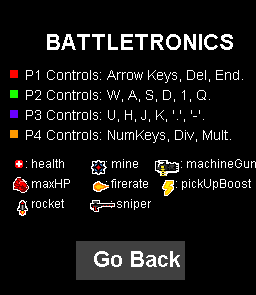 BATTLETRONICS
P1 Controls: Arrow Keys, Del, End.
P2 Controls: W, A, S, D, 1, Q.
P3 Controls: U, H, J, K, '.', '-'.
P4 Controls: NumKeys, Div, Mult.
: health : mine : machineGun
: maxHP : firerate : pickUpBoost
: rocket : sniper
Go Back